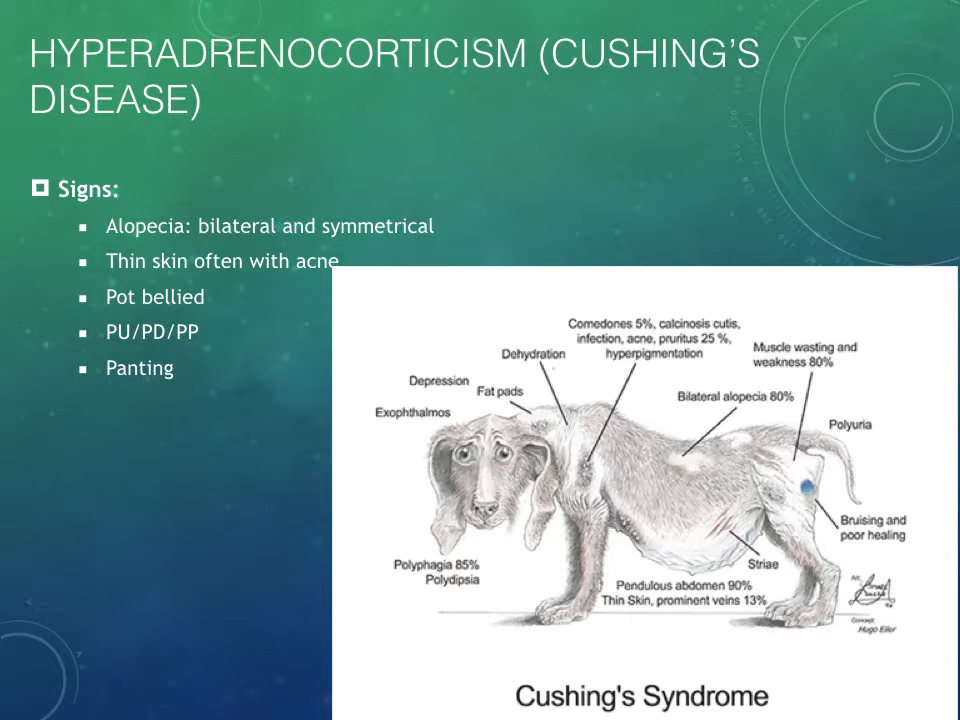 HYPERADRENOCORTICISM (CUSHING’S
DISEASE)
Signs:
Alopecia: bilateral and symmetrical
Thin skin often with acne
Pot bellied
PU/PD/PP
Panting
Comedones 5%, calcinosis cutis,
infection, acne, pruritus 25 %,
hyperpigmentation
Muscle wasting and
weakness 80%
Dehydration
Depression
Fat pads
Bilateral alopecia 80%
Exophthalmos
Polyuria
Bruising and
poor healing
Polyphagia 85%
Polydipsia
Striae
Pendulous abdomen 90%
Thin Skin, prominent veins 13%
Art:
Concept:
Hugo Eiler
Cushing's Syndrome